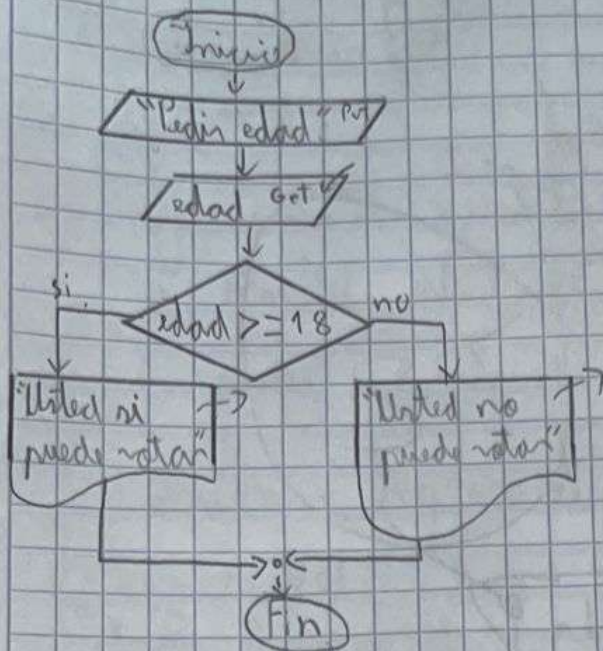 Inicio
"Pedir edad" Put
edad Get
si
edad >= 18
no
"Usted si
puede votar"
"Usted no
puede votar"
Fin